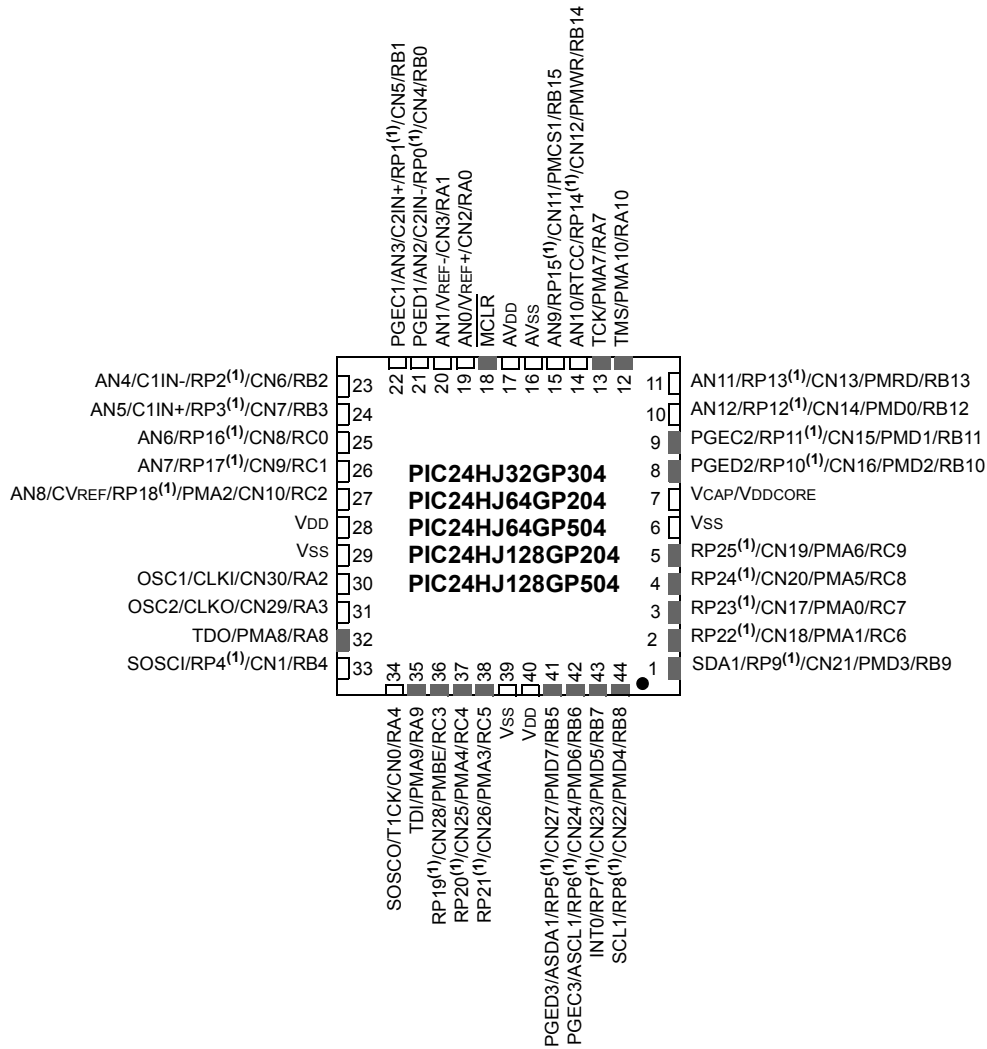 PGEC1/AN3/C2IN+/RP1(1)/CN5/RB1
PGED1/AN2/C2IN-/RP0(1)/CN4/RB0
AN1/VREF-/CN3/RA1
AN0/VREF+/CN2/RA0
MCLR
AVDD
AVSS
AN9/RP15(1)/CN11/PMCS1/RB15
AN10/RTCC/RP14(1)/CN12/PMWR/RB14
TCK/PMA7/RA7
TMS/PMA10/RA10
22 21 20 19 18 17 16 15 14 13 12
AN4/C1IN-/RP2(1)/CN6/RB2 23
AN5/C1IN+/RP3(1)/CN7/RB3 24
AN6/RP16(1)/CN8/RC0 25
AN7/RP17(1)/CN9/RC1 26
AN8/CVREF/RP18(1)/PMA2/CN10/RC2 27
VDD 28
VSS 29
OSC1/CLKI/CN30/RA2 30
OSC2/CLKO/CN29/RA3 31
TDO/PMA8/RA8 32
SOSCI/RP4(1)/CN1/RB4 33
PIC24HJ32GP304
PIC24HJ64GP204
PIC24HJ64GP504
PIC24HJ128GP204
PIC24HJ128GP504
11 AN11/RP13(1)/CN13/PMRD/RB13
10 AN12/RP12(1)/CN14/PMD0/RB12
9 PGEC2/RP11(1)/CN15/PMD1/RB11
8 PGED2/RP10(1)/CN16/PMD2/RB10
7 VCAP/VDDCORE
6 VSS
5 RP25(1)/CN19/PMA6/RC9
4 RP24(1)/CN20/PMA5/RC8
3 RP23(1)/CN17/PMA0/RC7
2 RP22(1)/CN18/PMA1/RC6
1 SDA1/RP9(1)/CN21/PMD3/RB9
34 35 36 37 38 39 40 41 42 43 44
SOSCO/T1CK/CN0/RA4
TDI/PMA9/RA9
RP19(1)/CN28/PMBE/RC3
RP20(1)/CN25/PMA4/RC4
RP21(1)/CN26/PMA3/RC5
VSS
VDD
PGED3/ASDA1/RP5(1)/CN27/PMD7/RB5
PGEC3/ASCL1/RP6(1)/CN24/PMD6/RB6
INT0/RP7(1)/CN23/PMD5/RB7
SCL1/RP8(1)/CN22/PMD4/RB8